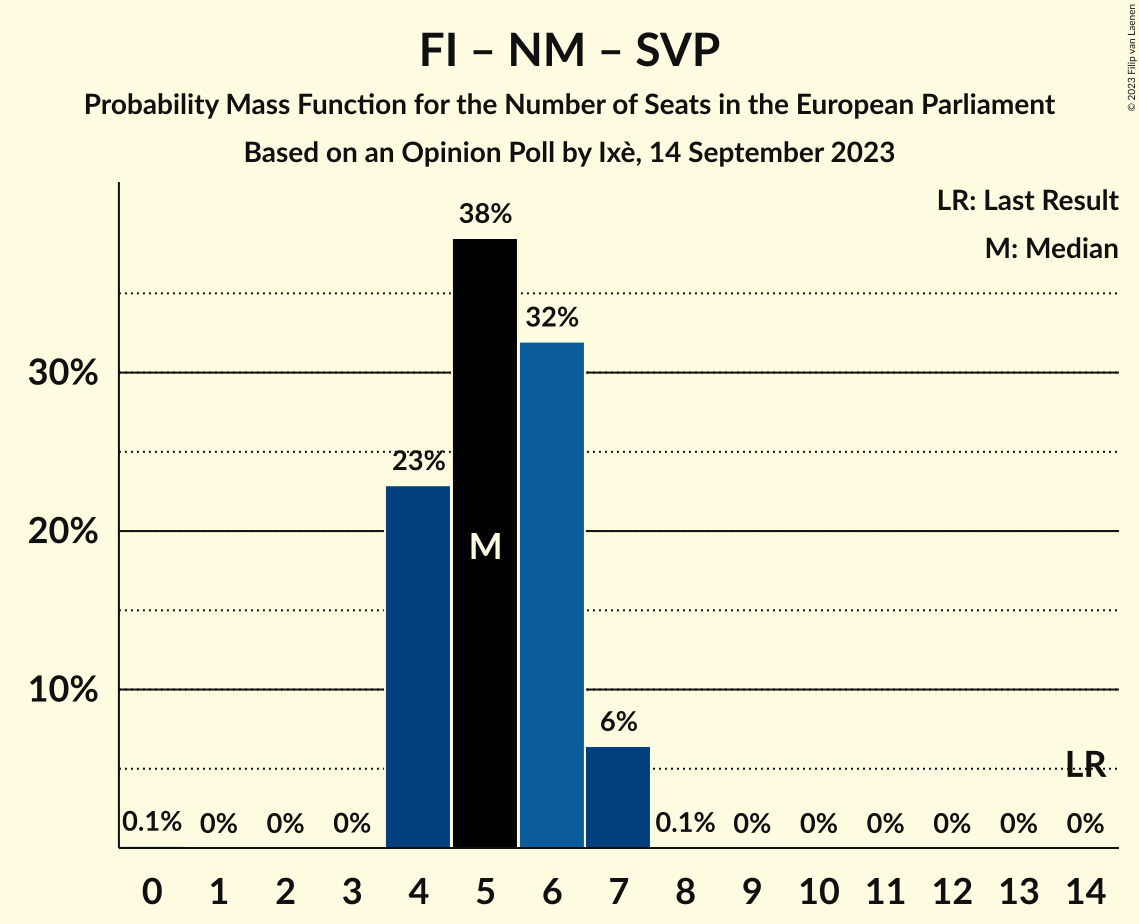 FI – NM – SVP
Probability Mass Function for the Number of Seats in the European Parliament
Based on an Opinion Poll by Ixè, 14 September 2023
© 2023 Filip van Laenen
LR: Last Result
M: Median
38%
32%
30%
23%
20%
M
10%
6%
LR
0.1% 0% 0% 0% 0.1% 0% 0% 0% 0% 0% 0%
0 1 2 3 4 5 6 7 8 9 10 11 12 13 14